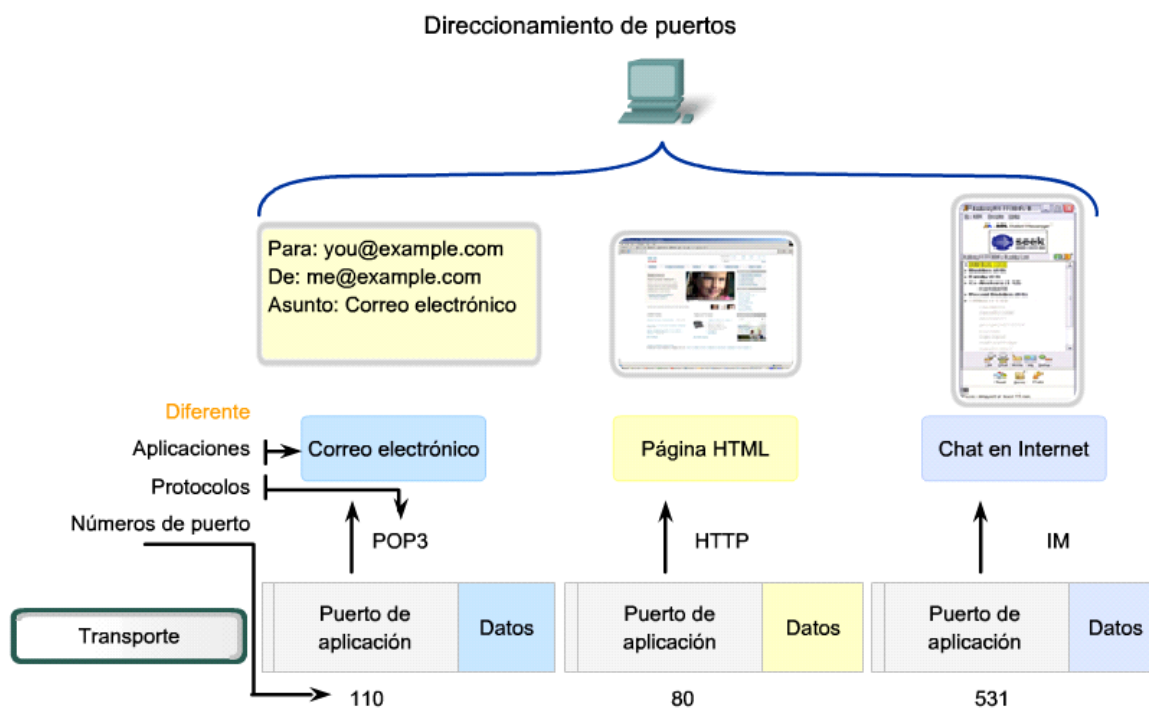 Direccionamiento de puertos
Para: you@example.com
De: me@example.com
Asunto: Correo electrónico
seek
Diferente
Aplicaciones
Correo electrónico
Página HTML
Chat en Internet
Protocolos
Números de puerto
POP3
HTTP
IM
Transporte
Puerto de
aplicación
Datos
Puerto de
aplicación
Datos
Puerto de
aplicación
Datos
110
80
531